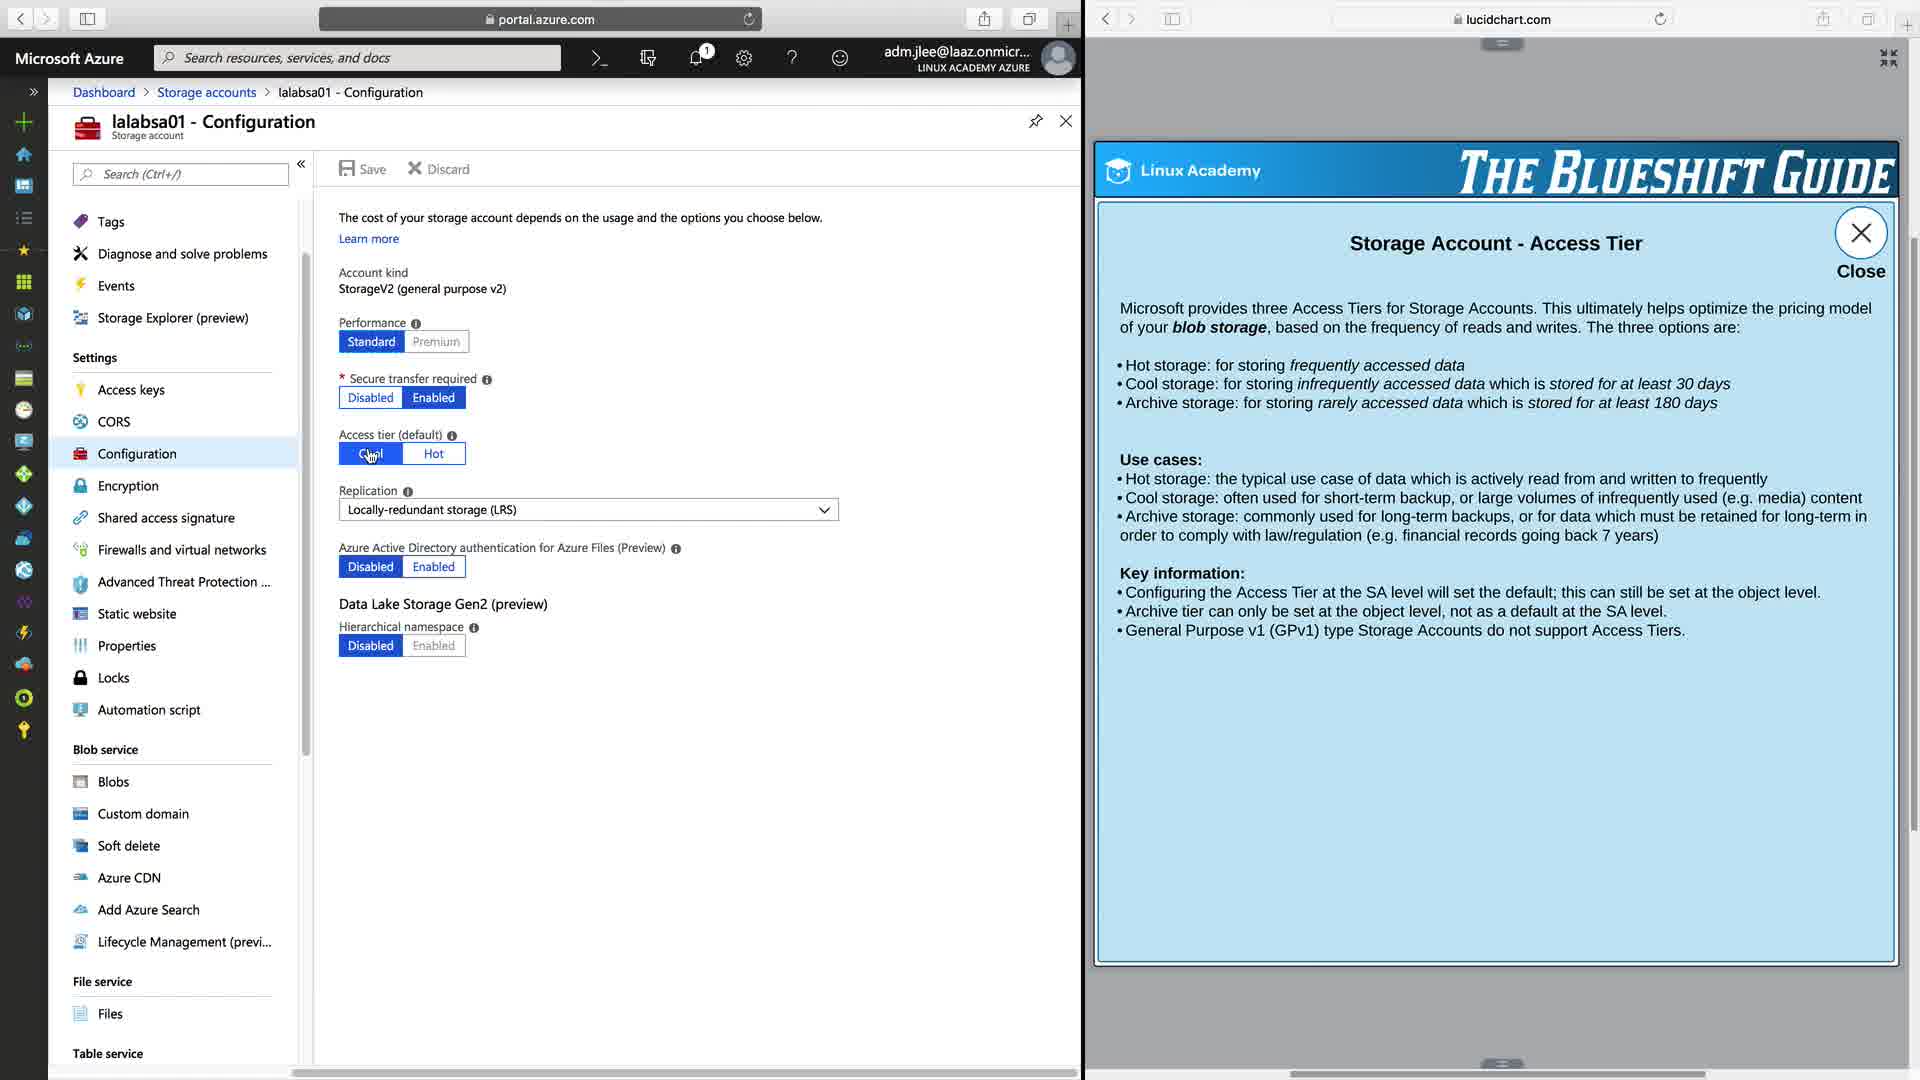 portal.azure.com
Microsoft Azure
Search resources, services, and docs
1
adm.jlee@laaz.onmicr...
LINUX ACADEMY AZURE
Dashboard > Storage accounts > lalabsa01 - Configuration
lalabsa01 - Configuration
Storage account
Search (Ctrl+/)
Tags
Diagnose and solve problems
Events
Storage Explorer (preview)
Settings
Access keys
CORS
Configuration
Encryption
Shared access signature
Firewalls and virtual networks
Advanced Threat Protection ...
Static website
Properties
Locks
Automation script
Blob service
Blobs
Custom domain
Soft delete
Azure CDN
Add Azure Search
Lifecycle Management (previ...
File service
Files
Table service
Save Discard
The cost of your storage account depends on the usage and the options you choose below.
Learn more
Account kind
StorageV2 (general purpose v2)
Performance
Standard Premium
* Secure transfer required
Disabled Enabled
Access tier (default)
Cool Hot
Replication
Locally-redundant storage (LRS)
Azure Active Directory authentication for Azure Files (Preview)
Disabled Enabled
Data Lake Storage Gen2 (preview)
Hierarchical namespace
Disabled Enabled
lucidchart.com
Linux Academy
THE BLUESHIFT GUIDE
Storage Account - Access Tier
Close
Microsoft provides three Access Tiers for Storage Accounts. This ultimately helps optimize the pricing model
of your blob storage, based on the frequency of reads and writes. The three options are:
• Hot storage: for storing frequently accessed data
• Cool storage: for storing infrequently accessed data which is stored for at least 30 days
• Archive storage: for storing rarely accessed data which is stored for at least 180 days
Use cases:
• Hot storage: the typical use case of data which is actively read from and written to frequently
• Cool storage: often used for short-term backup, or large volumes of infrequently used (e.g. media) content
• Archive storage: commonly used for long-term backups, or for data which must be retained for long-term in
order to comply with law/regulation (e.g. financial records going back 7 years)
Key information:
• Configuring the Access Tier at the SA level will set the default; this can still be set at the object level.
• Archive tier can only be set at the object level, not as a default at the SA level.
• General Purpose v1 (GPv1) type Storage Accounts do not support Access Tiers.